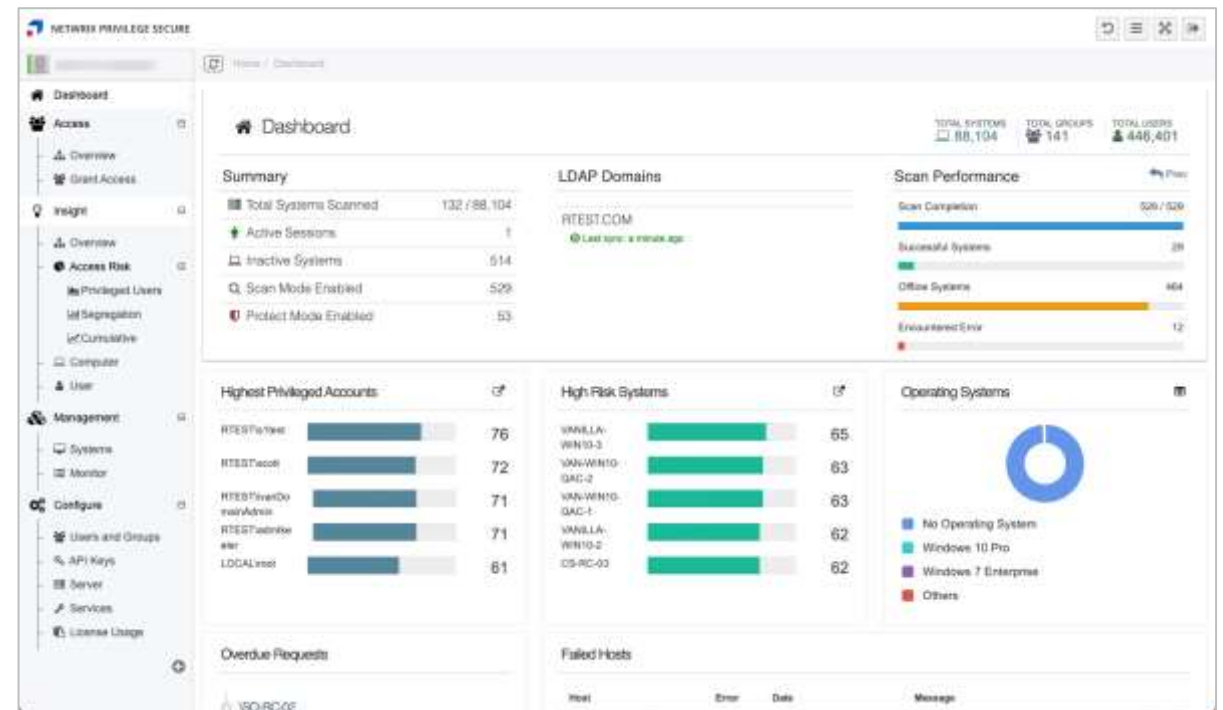 NETWRIX PRIVILEGE SECURE
Home / Dashboard
Dashboard
Access
Overview
Grant Access
Insight
Overview
Access Risk
Privileged Users
Segregation
Cumulative
Computer
User
Management
Systems
Monitor
Configure
Users and Groups
API Keys
Server
Services
License Usage
Dashboard
TOTAL SYSTEMS 88,104
TOTAL GROUPS 141
TOTAL USERS 446,401
Summary
Total Systems Scanned 132 / 88,104
Active Sessions 1
Inactive Systems 514
Scan Mode Enabled 529
Protect Mode Enabled 53
LDAP Domains
RTEST.COM
Last sync: a minute ago
Scan Performance
Prev
Scan Completion 529 / 529
Successful Systems
Offline Systems 464
Encountered Error 12
Highest Privileged Accounts
76
RTEST\scott 72
RTEST\ivanDo
mainAdmin 71
71
61
High Risk Systems
VANILLA-
WIN10-3 65
VAN-WIN10-
QAC-2 63
VAN-WIN10-
QAC-1 63
VANILLA-
WIN10-2 62
CS-RC-03 62
Operating Systems
No Operating System
Windows 10 Pro
Windows 7 Enterprise
Others
Overdue Requests
Failed Hosts
Host Error Date Message